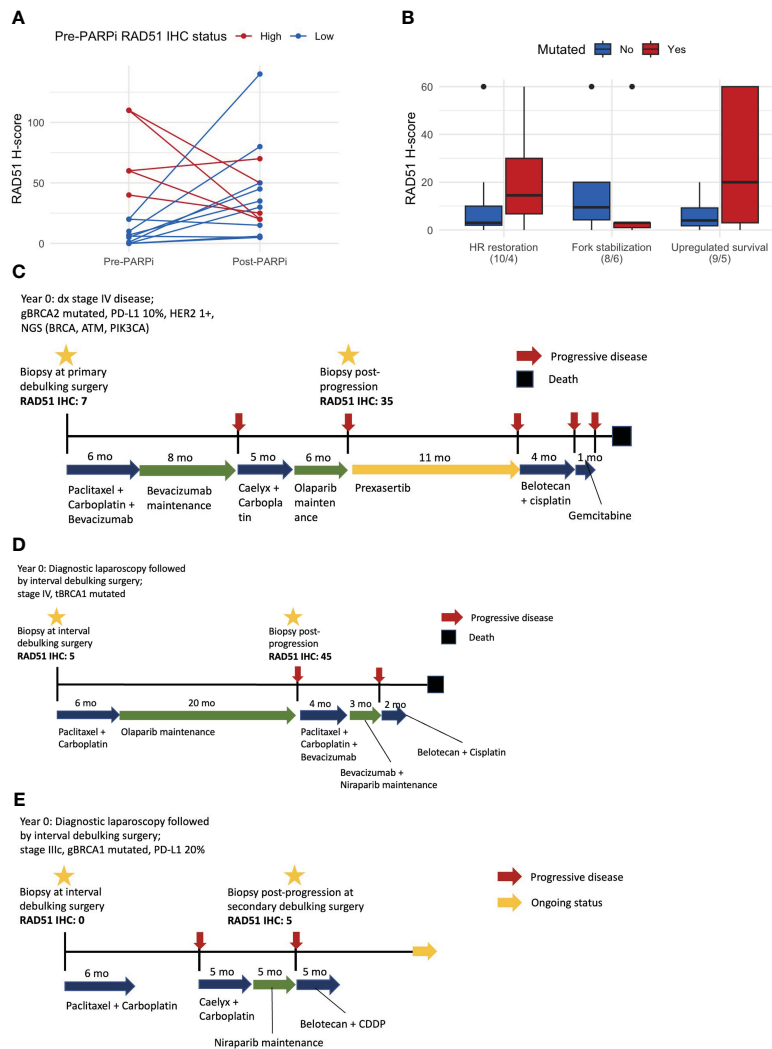 A
Pre-PARPi RAD51 IHC status High Low
RAD51 H-score
100
50
0
Pre-PARPi Post-PARPi
B
Mutated No Yes
RAD51 H-score
60
40
20
0
HR restoration Fork stabilization Upregulated survival
(10/4) (8/6) (9/5)
C
Year 0: dx stage IV disease;
gBRCA2 mutated, PD-L1 10%, HER2 1+,
NGS (BRCA, ATM, PIK3CA)
Biopsy at primary
debulking surgery
RAD51 IHC: 7
Biopsy post-
progression
RAD51 IHC: 35
Progressive disease
Death
6 mo 8 mo 5 mo 6 mo 11 mo 4 mo 1 mo
Paclitaxel +
Carboplatin +
Bevacizumab
Bevacizumab
maintenance
Caelyx +
Carbopla
tin
Olaparib
mainten
ance
Prexasertib
Belotecan
+ cisplatin
Gemcitabine
D
Year 0: Diagnostic laparoscopy followed
by interval debulking surgery;
stage IV, tBRCA1 mutated
Biopsy at interval
debulking surgery
RAD51 IHC: 5
Biopsy post-
progression
RAD51 IHC: 45
Progressive disease
Death
6 mo 20 mo 4 mo 3 mo 2 mo
Paclitaxel +
Carboplatin
Olaparib maintenance
Paclitaxel +
Carboplatin +
Bevacizumab
Belotecan + Cisplatin
Bevacizumab +
Niraparib maintenance
E
Year 0: Diagnostic laparoscopy followed
by interval debulking surgery;
stage IIIc, gBRCA1 mutated, PD-L1 20%
Biopsy at interval
debulking surgery
RAD51 IHC: 0
Biopsy post-progression at
secondary debulking surgery
RAD51 IHC: 5
Progressive disease
Ongoing status
6 mo 5 mo 5 mo 5 mo
Paclitaxel + Carboplatin
Caelyx +
Carboplatin
Belotecan + CDDP
Niraparib maintenance